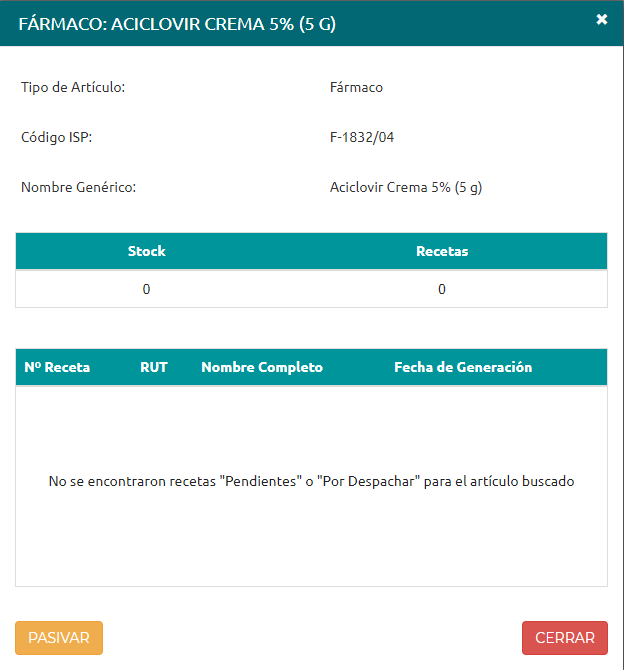 FÁRMACO: ACICLOVIR CREMA 5% (5 G)
Tipo de Artículo: Fármaco
Código ISP: F-1832/04
Nombre Genérico: Aciclovir Crema 5% (5 g)
Stock Recetas
0 0
Nº Receta RUT Nombre Completo Fecha de Generación
No se encontraron recetas "Pendientes" o "Por Despachar" para el artículo buscado
PASIVAR CERRAR